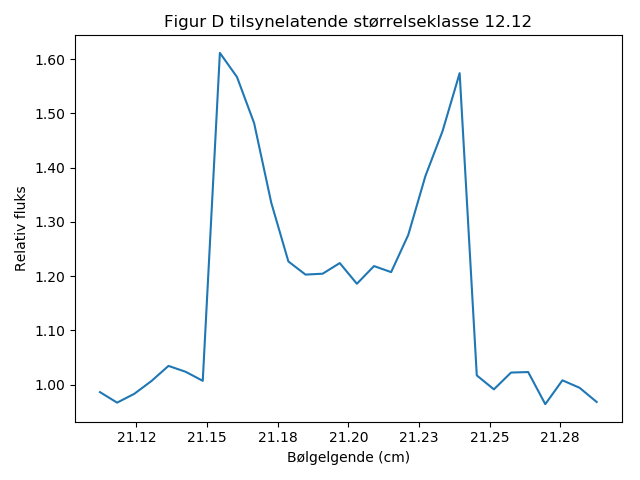 Figur D tilsynelatende størrelseklasse 12.12
1.60
1.50
1.40
1.30
1.20
1.10
1.00
Relativ fluks
21.12 21.15 21.18 21.20 21.23 21.25 21.28
Bølgelgende (cm)